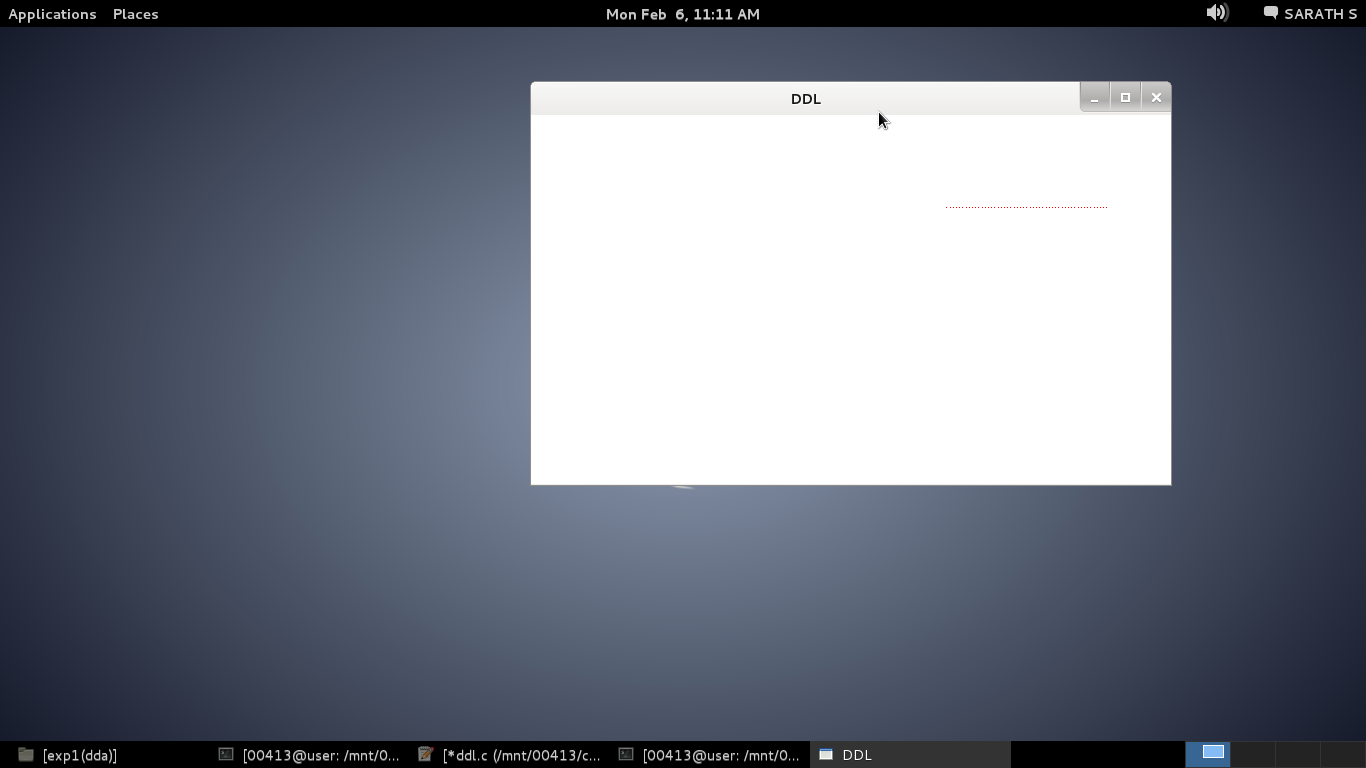 Applications Places Mon Feb 6, 11:11 AM SARATH S
DDL
[exp1(dda)] [00413@user: /mnt/0... [*ddl.c (/mnt/00413/c... [00413@user: /mnt/0... DDL